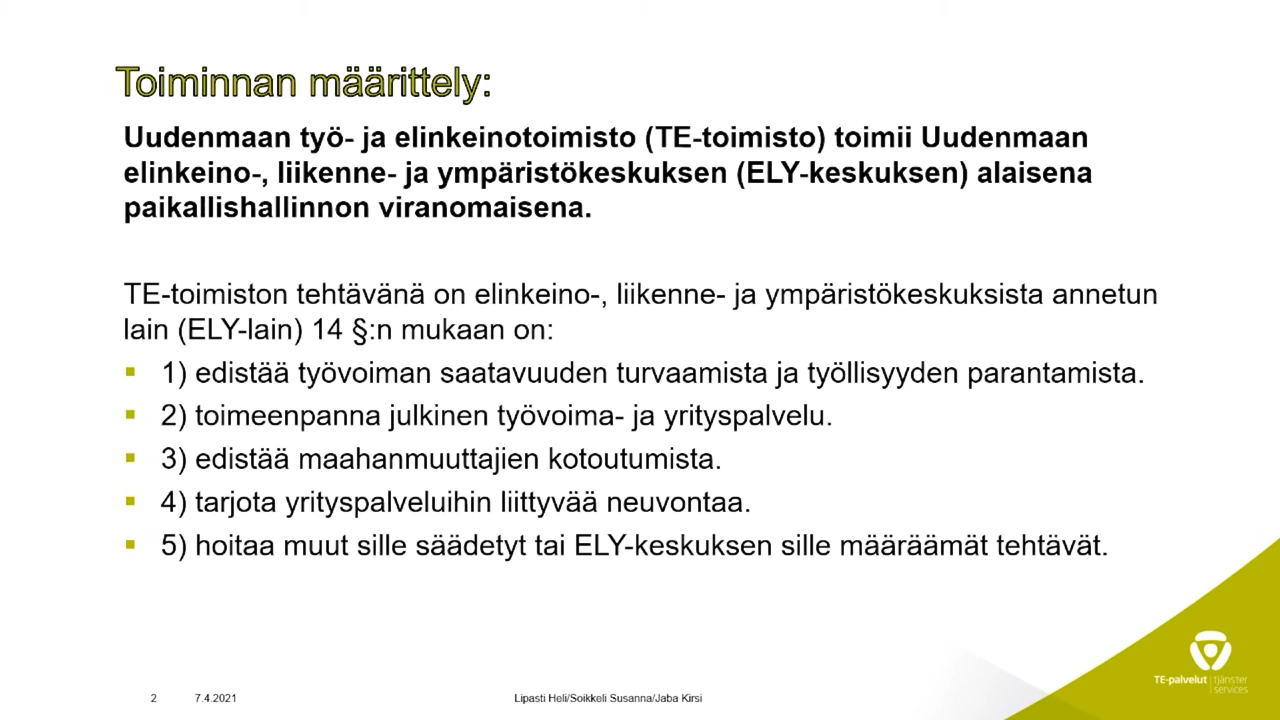 Toiminnan määrittely:
Uudenmaan työ- ja elinkeinotoimisto (TE-toimisto) toimii Uudenmaan
elinkeino-, liikenne- ja ympäristökeskuksen (ELY-keskuksen) alaisena
paikallishallinnon viranomaisena.
TE-toimiston tehtävänä on elinkeino-, liikenne- ja ympäristökeskuksista annetun
lain (ELY-lain) 14 §:n mukaan on:
▪ 1) edistää työvoiman saatavuuden turvaamista ja työllisyyden parantamista.
▪ 2) toimeenpanna julkinen työvoima- ja yrityspalvelu.
▪ 3) edistää maahanmuuttajien kotoutumista.
▪ 4) tarjota yrityspalveluihin liittyvää neuvontaa.
▪ 5) hoitaa muut sille säädetyt tai ELY-keskuksen sille määräämät tehtävät.
TE-palvelut | tjänster
services
2 7.4.2021 Lipasti Heli/Soikkeli Susanna/Jaba Kirsi